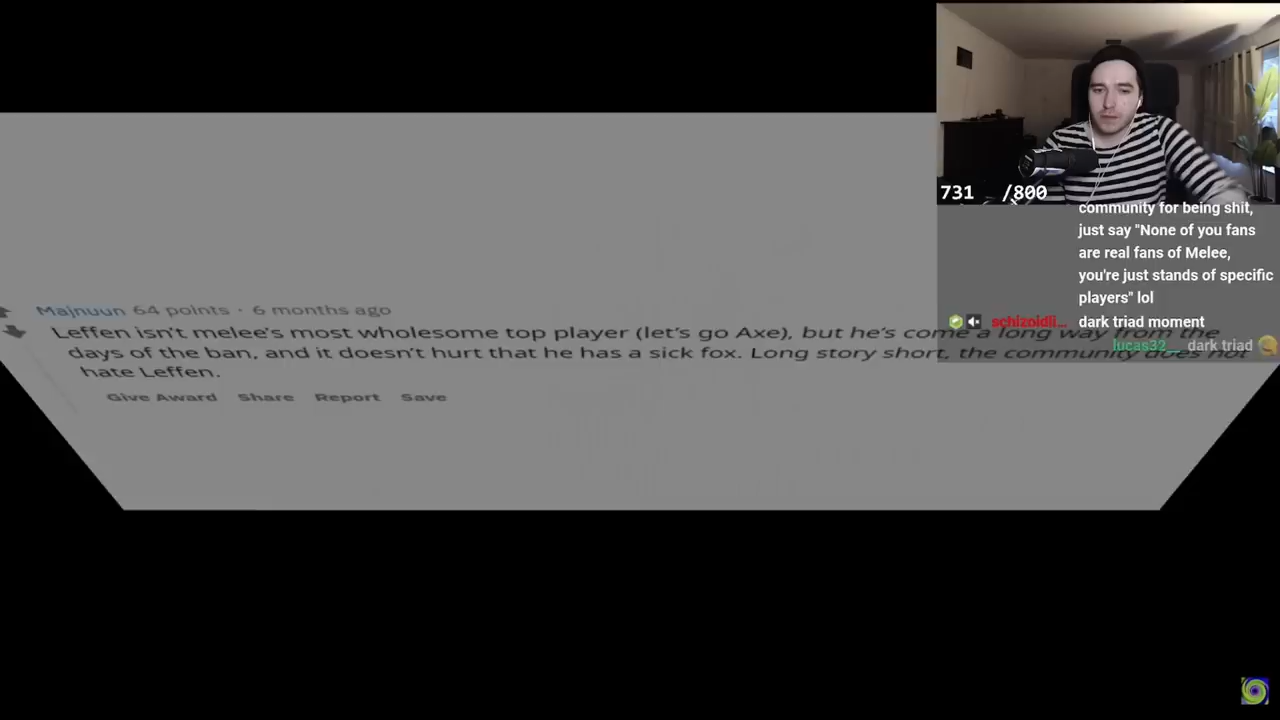 731 /800
community for being shit,
just say "None of you fans
are real fans of Melee,
you're just stands of specific
players" lol
schizoidli... dark triad moment
lucas32__ dark triad
Majnuun 64 points · 6 months ago
Leffen isn't melee's most wholesome top player (let's go Axe), but he's come a long way from the
days of the ban, and it doesn't hurt that he has a sick fox. Long story short, the community does not
hate Leffen.
Give Award Share Report Save